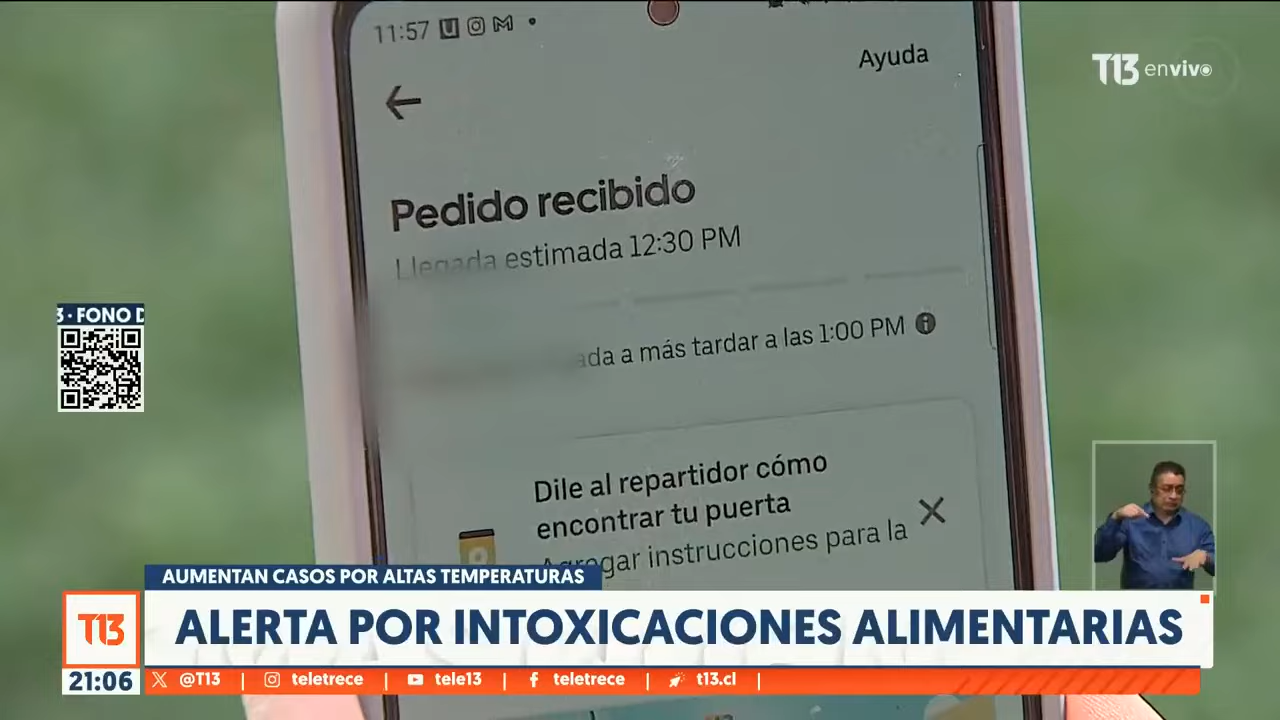 11:57
Ayuda
T13 envivo
Pedido recibido
Llegada estimada 12:30 PM
ada a más tardar a las 1:00 PM
3 · FONO D
Dile al repartidor cómo
encontrar tu puerta
Agregar instrucciones para la
AUMENTAN CASOS POR ALTAS TEMPERATURAS
T13
ALERTA POR INTOXICACIONES ALIMENTARIAS
21:06
@T13 | teletrece | tele13 | teletrece | t13.cl |